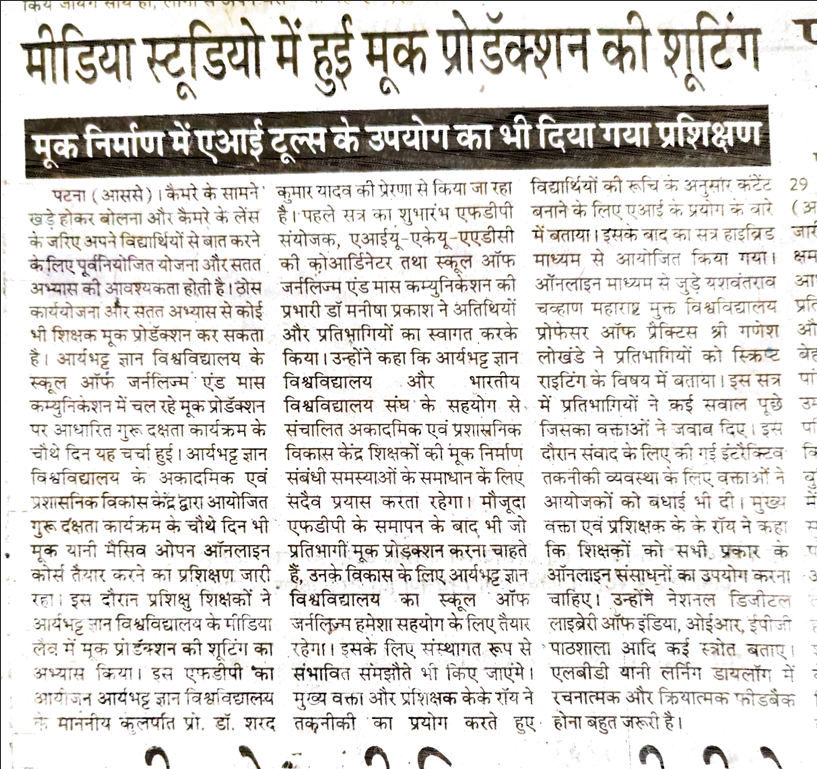 मीडिया स्टूडियो में हुई मूक प्रोडॅक्शन की शूटिंग
मूक निर्माण में एआई टूल्स के उपयोग का भी दिया गया प्रशिक्षण
पटना (आससे)। कैमरे के सामने
खड़े होकर बोलना और कैमरे के लेंस
के जरिए अपने विद्यार्थियों से बात करने
के लिए पूर्वनियोजित योजना और सतत
अभ्यास की आवश्यकता होती है। ठोस
कार्ययोजना और सतत अभ्यास से कोई
भी शिक्षक मूक प्रोडॅक्शन कर सकता
है। आर्यभट्ट ज्ञान विश्वविद्यालय के
स्कूल ऑफ जर्नलिज्म एंड मास
कम्युनिकेशन में चल रहे मूक प्रोडॅक्शन
पर आधारित गुरू दक्षता कार्यक्रम के
चौथे दिन यह चर्चा हुई। आर्यभट्ट ज्ञान
विश्वविद्यालय के अकादमिक एवं
प्रशासनिक विकास केंद्र द्वारा आयोजित
गुरू दक्षता कार्यक्रम के चौथे दिन भी
मूक यानी मैसिव ओपन ऑनलाइन
कोर्स तैयार करने का प्रशिक्षण जारी
रहा। इस दौरान प्रशिक्षु शिक्षकों ने
आर्यभट्ट ज्ञान विश्वविद्यालय के मीडिया
लैब में मूक प्रोडॅक्शन की शूटिंग का
अभ्यास किया। इस एफडीपी का
आयोजन आर्यभट्ट ज्ञान विश्वविद्यालय
के माननीय कुलपति प्रो. डॉ. शरद
कुमार यादव की प्रेरणा से किया जा रहा
है। पहले सत्र का शुभारंभ एफडीपी
संयोजक, एआईयू-एकेयू-एएडीसी
की कोआर्डिनेटर तथा स्कूल ऑफ
जर्नलिज्म एंड मास कम्युनिकेशन की
प्रभारी डॉ मनीषा प्रकाश ने अतिथियों
और प्रतिभागियों का स्वागत करके
किया। उन्होंने कहा कि आर्यभट्ट ज्ञान
विश्वविद्यालय और भारतीय
विश्वविद्यालय संघ के सहयोग से
संचालित अकादमिक एवं प्रशासनिक
विकास केंद्र शिक्षकों को मूक निर्माण
संबंधी समस्याओं के समाधान के लिए
सदैव प्रयास करता रहेगा। मौजूदा
एफडीपी के समापन के बाद भी जो
प्रतिभागी मूक प्रोडक्शन करना चाहते
हैं, उनके विकास के लिए आर्यभट्ट ज्ञान
विश्वविद्यालय का स्कूल ऑफ
जर्नलिज्म हमेशा सहयोग के लिए तैयार
रहेगा। इसके लिए संस्थागत रूप से
संभावित समझौते भी किए जाएंगे।
मुख्य वक्ता और प्रशिक्षक केके रॉय ने
तकनीकी का प्रयोग करते हुए
विद्यार्थियों की रूचि के अनुसार कंटेंट
बनाने के लिए एआई के प्रयोग के बारे
में बताया। इसके बाद का सत्र हाइब्रिड
माध्यम से आयोजित किया गया।
ऑनलाइन माध्यम से जुड़े यशवंतराव
चव्हाण महाराष्ट्र मुक्त विश्वविद्यालय
प्रोफेसर ऑफ प्रैक्टिस श्री गणेश
लोखंडे ने प्रतिभागियों को स्क्रिप्ट
राइटिंग के विषय में बताया। इस सत्र
में प्रतिभागियों ने कई सवाल पूछे
जिसका वक्ताओं ने जवाब दिए। इस
दौरान संवाद के लिए की गई इंटरैक्टिव
तकनीकी व्यवस्था के लिए वक्ताओं ने
आयोजकों को बधाई भी दी। मुख्य
वक्ता एवं प्रशिक्षक के के रॉय ने कहा
कि शिक्षकों को सभी प्रकार के
ऑनलाइन संसाधनों का उपयोग करना
चाहिए। उन्होंने नेशनल डिजीटल
लाइब्रेरी ऑफ इंडिया, ओईआर, ईपीजी
पाठशाला आदि कई स्त्रोत बताए।
एलबीडी यानी लर्निंग डायलॉग में
रचनात्मक और क्रियात्मक फीडबैक
होना बहुत जरूरी है।
29